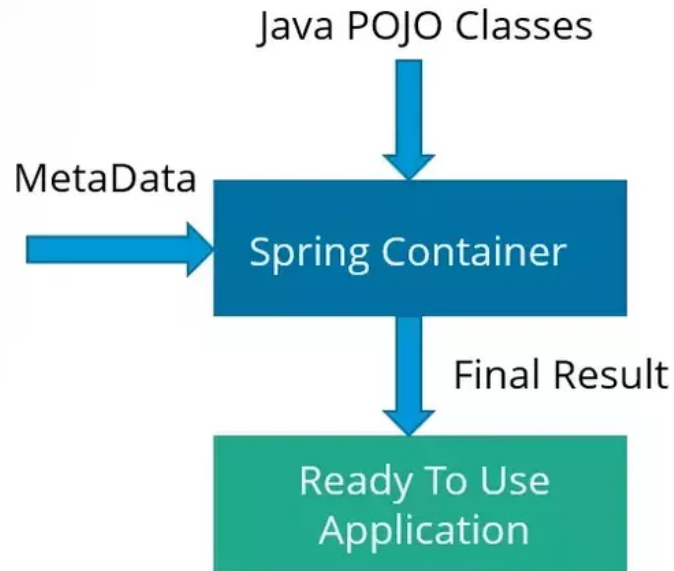 Java POJO Classes
MetaData
Spring Container
Final Result
Ready To Use
Application